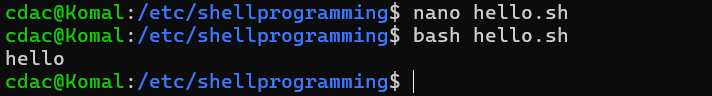 cdac@Komal:/etc/shellprogramming$ nano hello.sh
cdac@Komal:/etc/shellprogramming$ bash hello.sh
hello
cdac@Komal:/etc/shellprogramming$